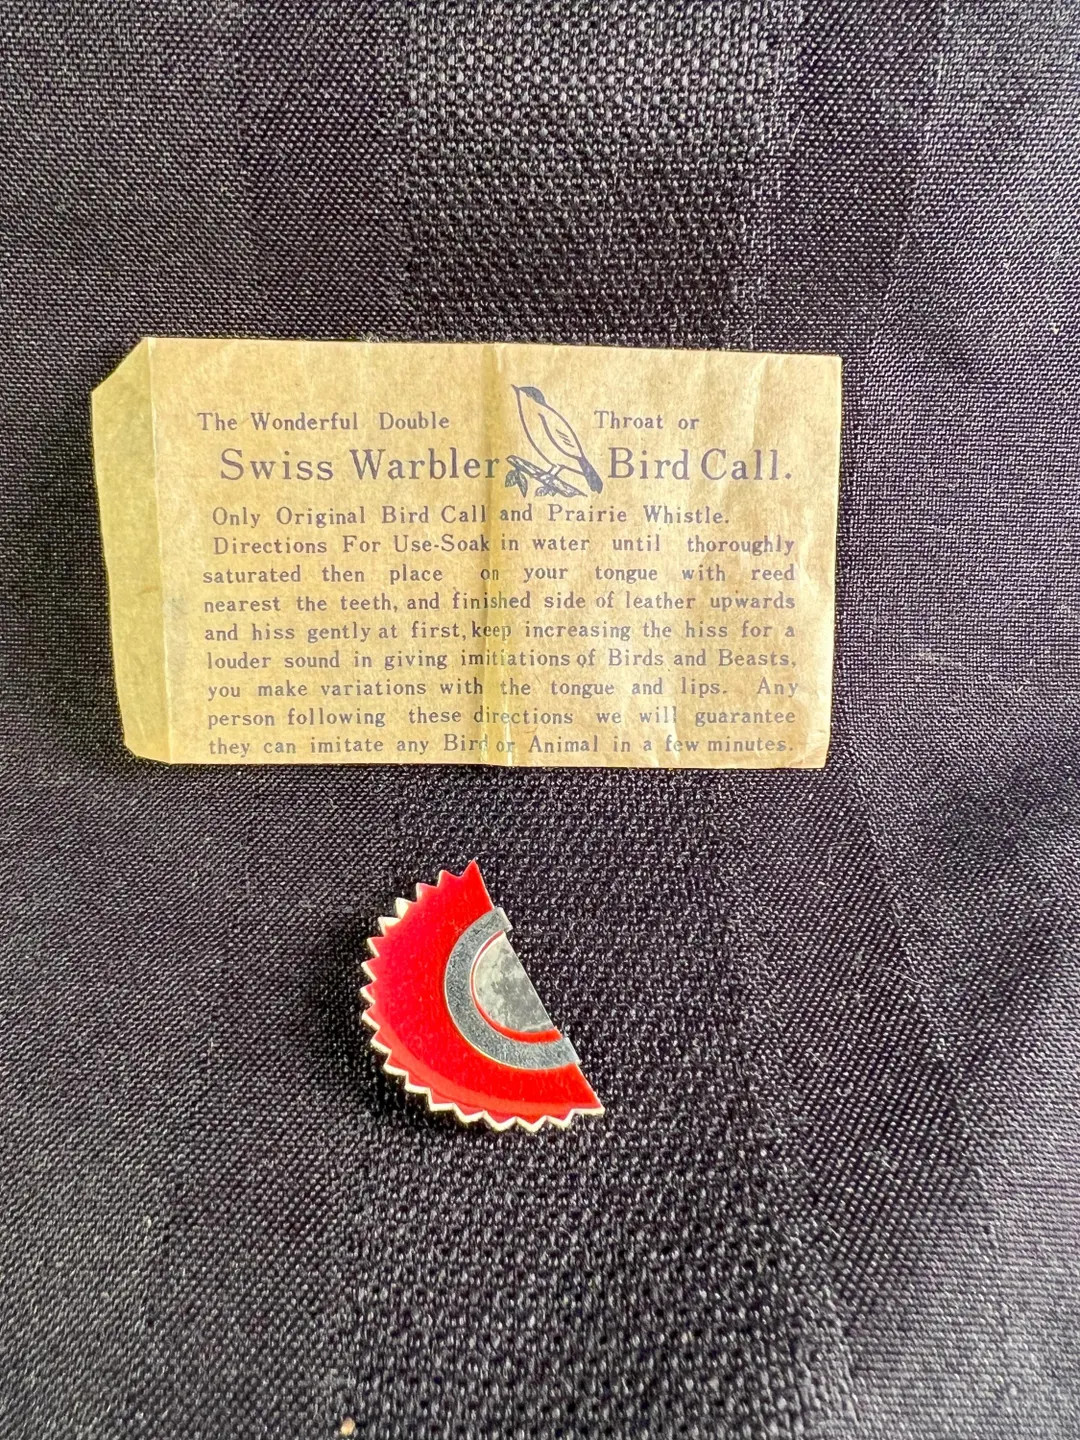 The Wonderful Double Throat or
Swiss Warbler Bird Call.
Only Original Bird Call and Prairie Whistle.
Directions For Use-Soak in water until thoroughly
saturated then place on your tongue with reed
nearest the teeth, and finished side of leather upwards
and hiss gently at first, keep increasing the hiss for a
louder sound in giving imitiations of Birds and Beasts,
you make variations with the tongue and lips. Any
person following these directions we will guarantee
they can imitate any Bird or Animal in a few minutes.